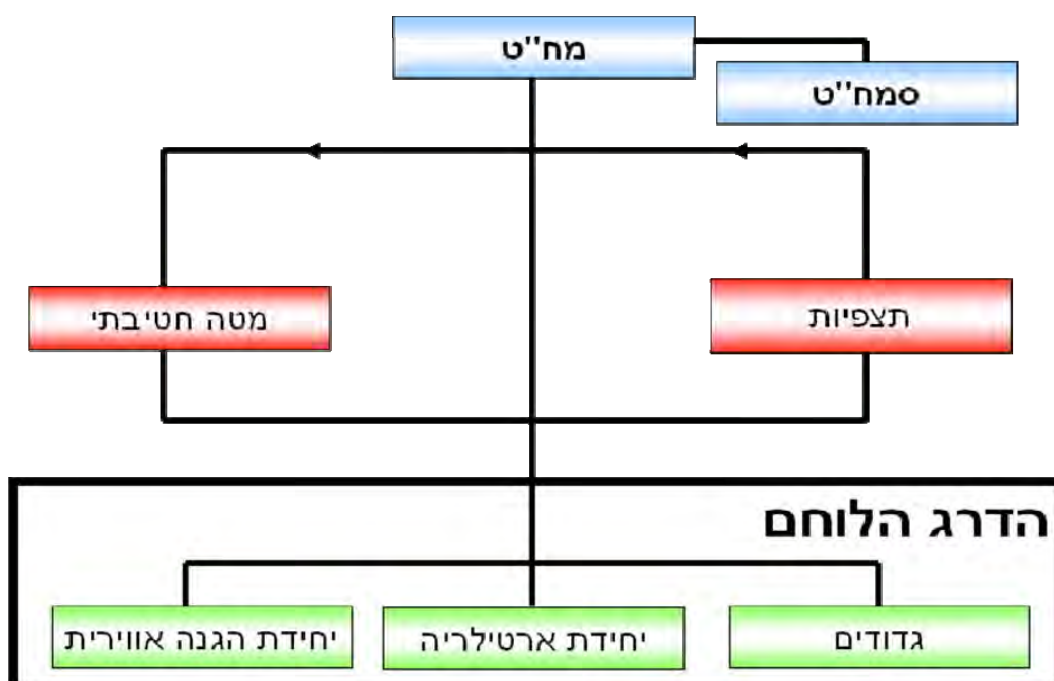 מח''ט
סמח''ט
תצפיות
מטה חטיבתי
הדרג הלוחם
גדודים
יחידת ארטילריה
יחידת הגנה אווירית